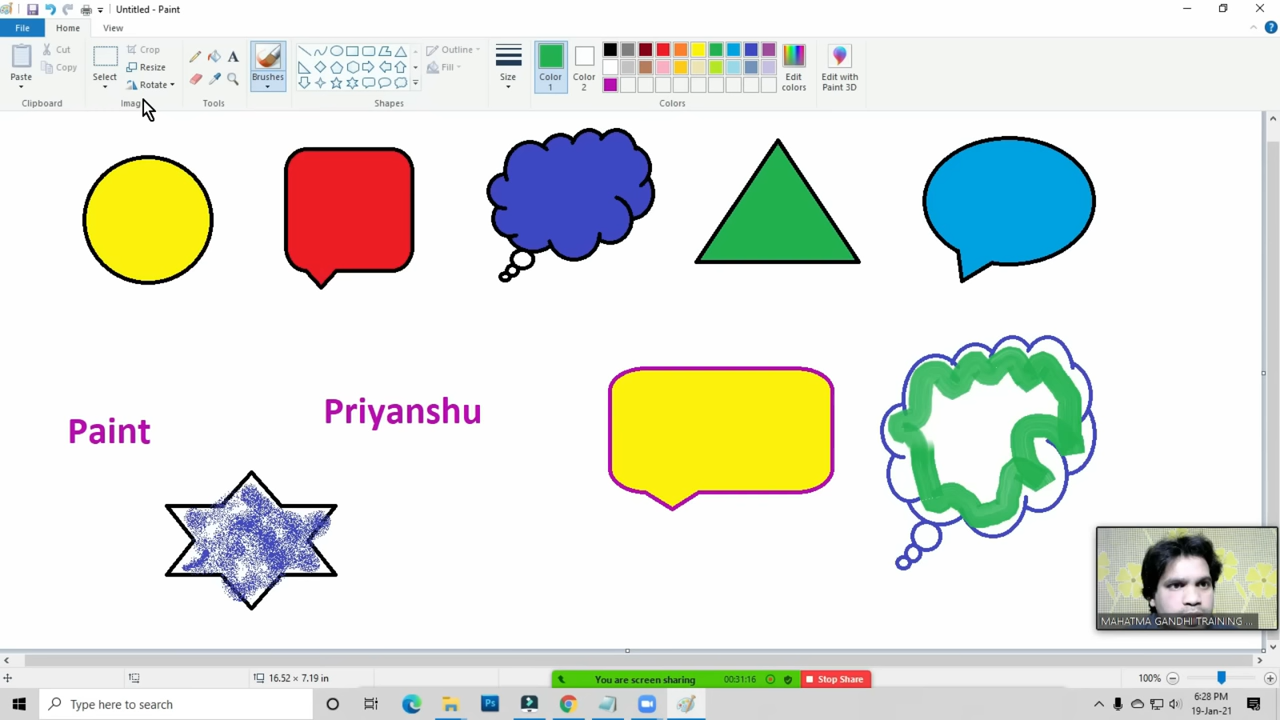 Untitled - Paint
File Home View
Paste
Cut
Copy
Clipboard
Select
Crop
Resize
Rotate
Imag
Tools
Brushes
Shapes
Outline
Fill
Size
Color 1
Color 2
Edit colors
Colors
Edit with Paint 3D
Paint
Priyanshu
MAHATMA GANDHI TRAINING ...
16.52 × 7.19 in
You are screen sharing
00:31:16
Stop Share
100%
Type here to search
Ps
6:28 PM
19-Jan-21